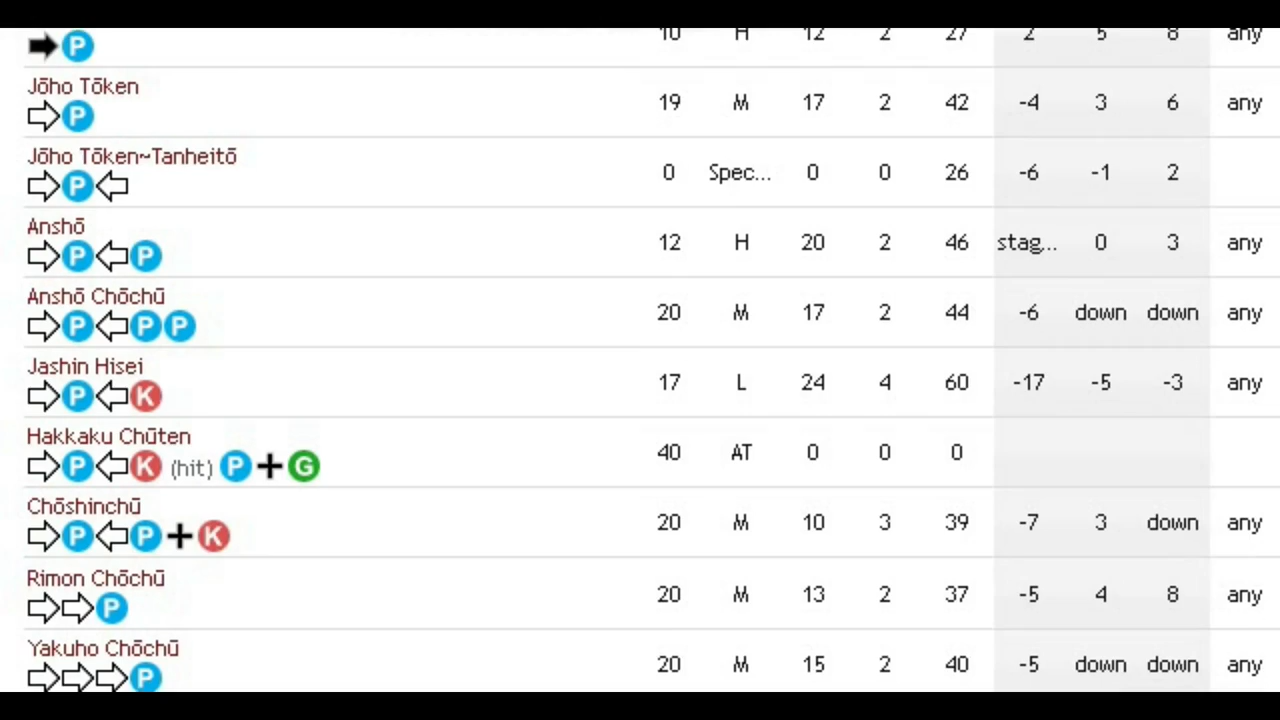 P 10 H 12 2 27 2 5 8 any
Jōho Tōken
P 19 M 17 2 42 -4 3 6 any
Jōho Tōken~Tanheitō
P 0 Spec... 0 0 26 -6 -1 2
Anshō
P P 12 H 20 2 46 stag... 0 3 any
Anshō Chōchū
P P P 20 M 17 2 44 -6 down down any
Jashin Hisei
P K 17 L 24 4 60 -17 -5 -3 any
Hakkaku Chūten
P K (hit) P + G 40 AT 0 0 0
Chōshinchū
P P + K 20 M 10 3 39 -7 3 down any
Rimon Chōchū
P 20 M 13 2 37 -5 4 8 any
Yakuho Chōchū
P 20 M 15 2 40 -5 down down any